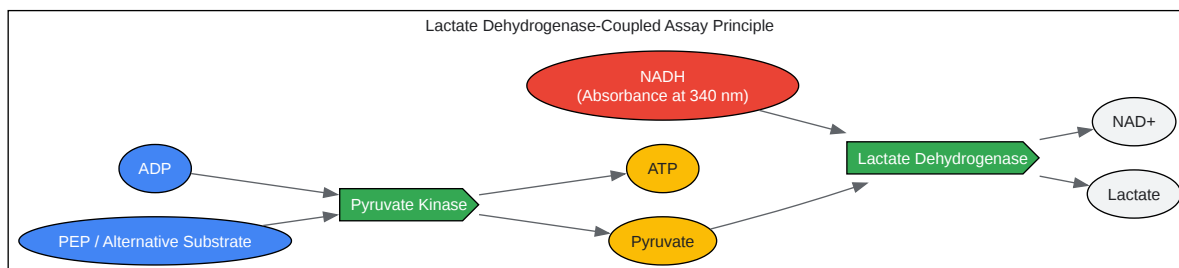 Lactate Dehydrogenase-Coupled Assay Principle
NADH
(Absorbance at 340 nm)
NAD+
ADP
ATP
Lactate Dehydrogenase
Pyruvate Kinase
Lactate
PEP / Alternative Substrate
Pyruvate